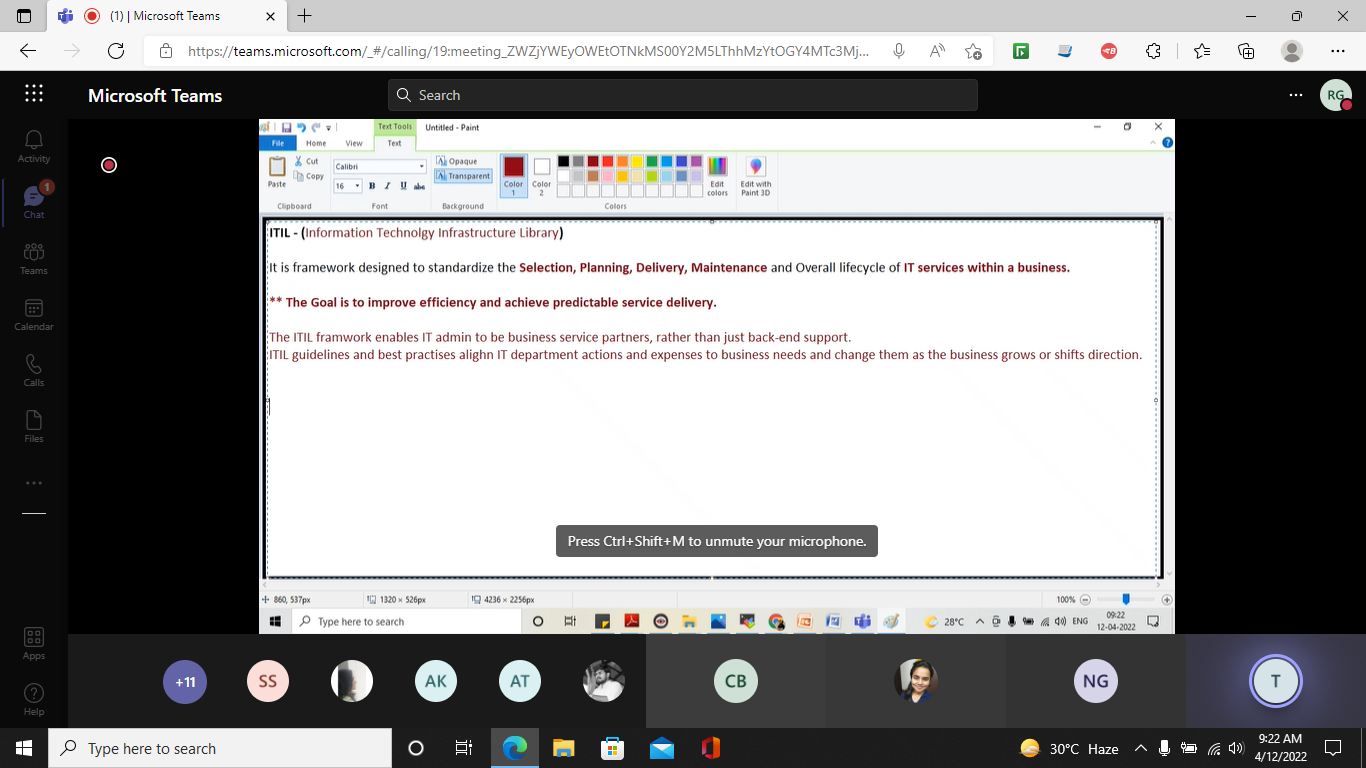 (1) | Microsoft Teams
https://teams.microsoft.com/_#/calling/19:meeting_ZWZjYWEyOWEtOTNkMS00Y2M5LThhMzYtOGY4MTc3Mj...
Microsoft Teams
Search
RG
Activity
1
Chat
Teams
Calendar
Calls
Files
Apps
Help
Text Tools
Untitled - Paint
File Home View Text
Paste
Cut
Copy
Clipboard
Calibri
16 B I U abc
Font
Opaque
Transparent
Background
Color 1
Color 2
Edit colors
Colors
Edit with Paint 3D
ITIL - (Information Technolgy Infrastructure Library)
It is framework designed to standardize the Selection, Planning, Delivery, Maintenance and Overall lifecycle of IT services within a business.
** The Goal is to improve efficiency and achieve predictable service delivery.
The ITIL framwork enables IT admin to be business service partners, rather than just back-end support.
ITIL guidelines and best practises alighn IT department actions and expenses to business needs and change them as the business grows or shifts direction.
Press Ctrl+Shift+M to unmute your microphone.
860, 537px 1320 × 526px 4236 × 2256px 100%
Type here to search
28°C ENG
09:22
12-04-2022
+11 SS AK AT CB NG T
Type here to search
30°C Haze
9:22 AM
4/12/2022